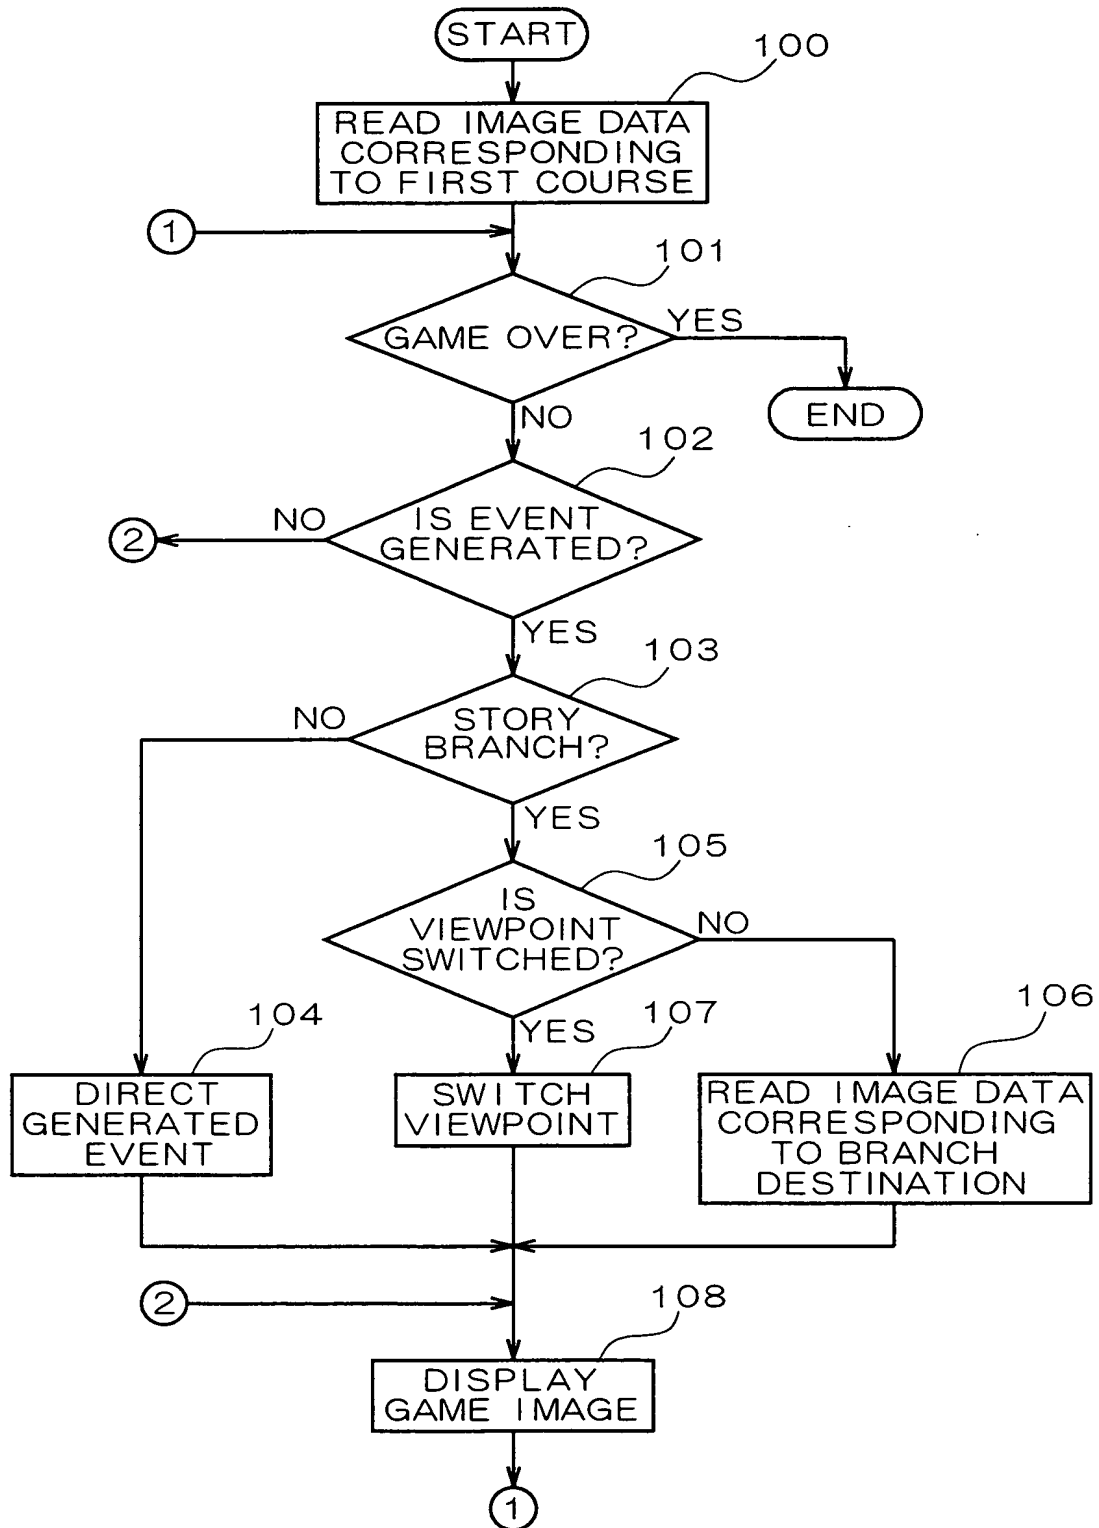 START
100
READ IMAGE DATA
CORRESPONDING
TO FIRST COURSE
1
101
GAME OVER?
YES
END
NO
102
IS EVENT
GENERATED?
NO
2
YES
103
STORY
BRANCH?
NO
YES
105
IS
VIEWPOINT
SWITCHED?
NO
YES
104
DIRECT
GENERATED
EVENT
107
SWITCH
VIEWPOINT
106
READ IMAGE DATA
CORRESPONDING
TO BRANCH
DESTINATION
2
108
DISPLAY
GAME IMAGE
1